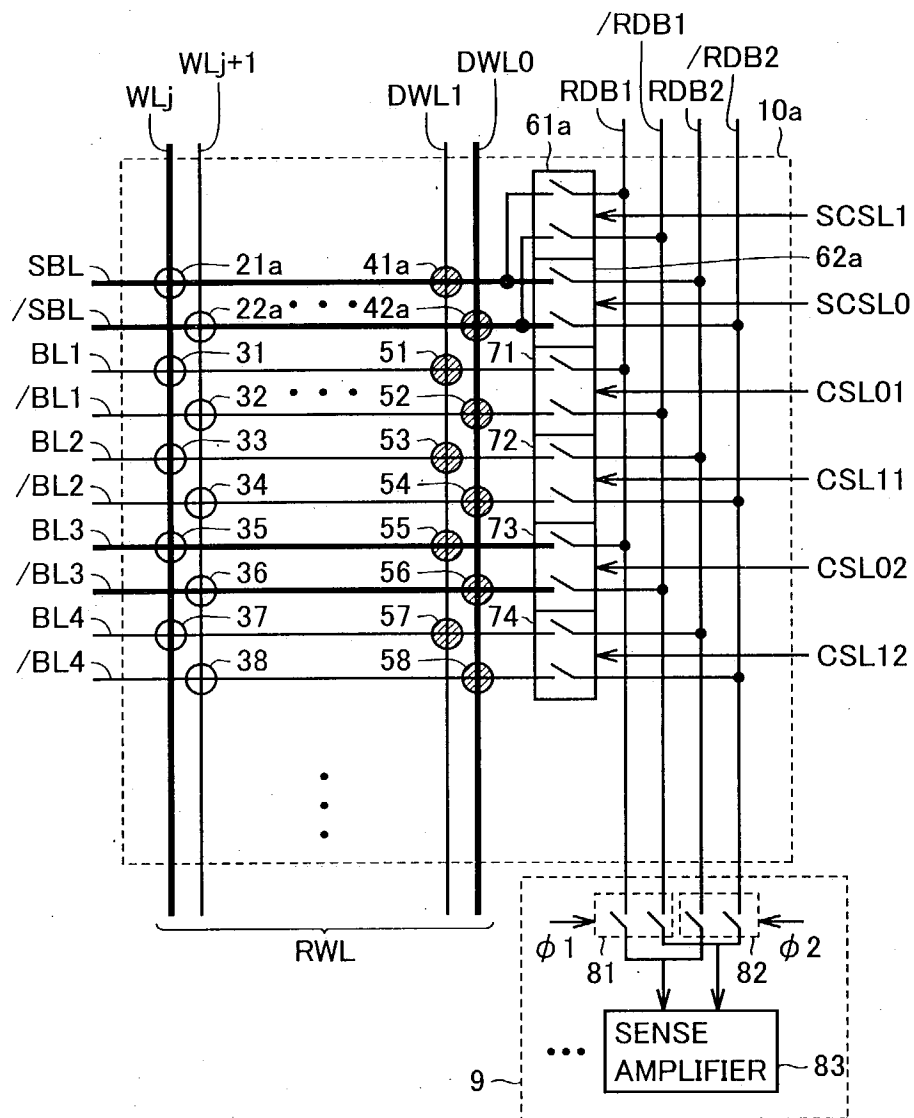 /RDB1
WLj+1
DWL0
/RDB2
WLj
DWL1
RDB1
RDB2
61a
10a
SCSL1
SBL
21a
41a
62a
/SBL
22a
42a
SCSL0
BL1
31
51
71
/BL1
32
52
CSL01
BL2
33
53
72
/BL2
34
54
CSL11
BL3
35
55
73
/BL3
36
56
CSL02
BL4
37
57
74
/BL4
38
58
CSL12
RWL
φ1
81
82
φ2
SENSE
AMPLIFIER
9
83